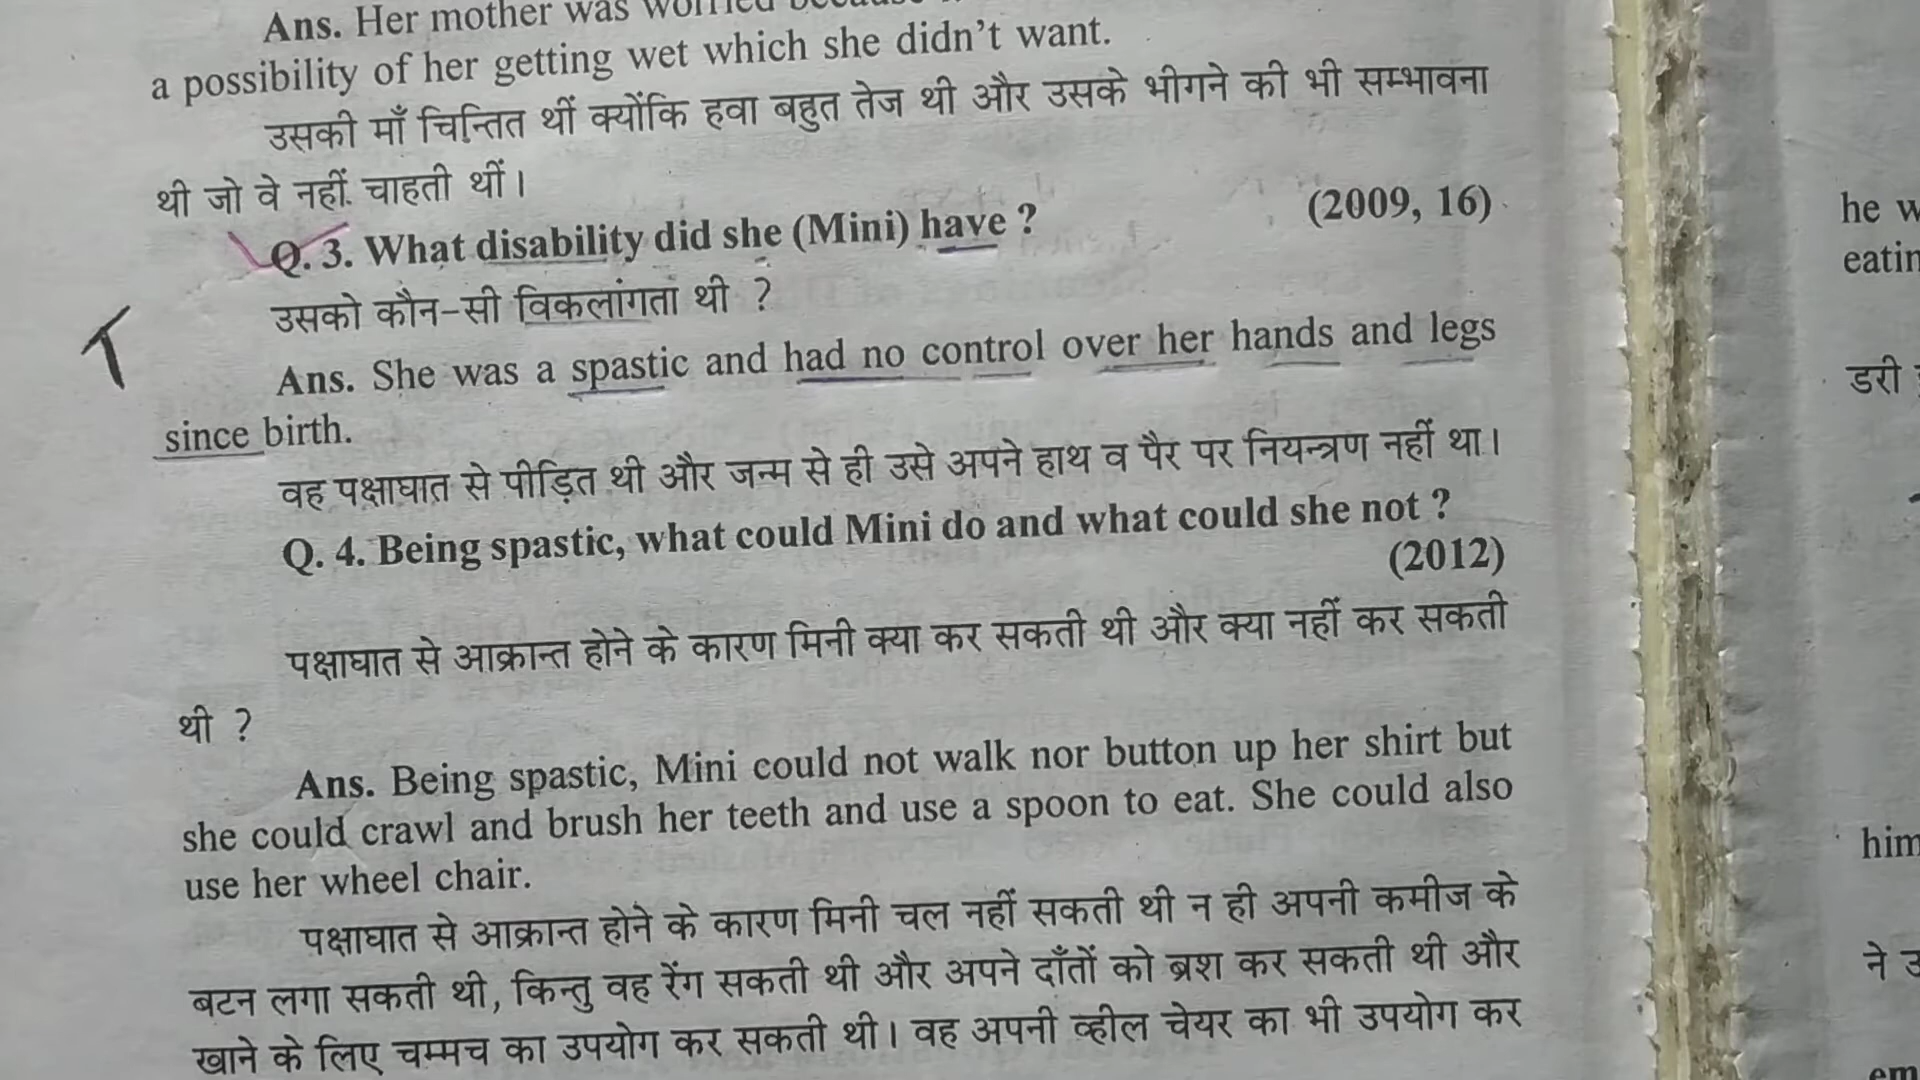 Ans. Her mother was worried
a possibility of her getting wet which she didn't want.
उसकी माँ चिन्तित थीं क्योंकि हवा बहुत तेज थी और उसके भीगने की भी सम्भावना
थी जो वे नहीं चाहती थीं।
Q. 3. What disability did she (Mini) have ? (2009, 16)
उसको कौन-सी विकलांगता थी ?
Ans. She was a spastic and had no control over her hands and legs
since birth.
वह पक्षाघात से पीड़ित थी और जन्म से ही उसे अपने हाथ व पैर पर नियन्त्रण नहीं था।
Q. 4. Being spastic, what could Mini do and what could she not ?
(2012)
पक्षाघात से आक्रान्त होने के कारण मिनी क्या कर सकती थी और क्या नहीं कर सकती
थी ?
Ans. Being spastic, Mini could not walk nor button up her shirt but
she could crawl and brush her teeth and use a spoon to eat. She could also
use her wheel chair.
पक्षाघात से आक्रान्त होने के कारण मिनी चल नहीं सकती थी न ही अपनी कमीज के
बटन लगा सकती थी, किन्तु वह रेंग सकती थी और अपने दाँतों को ब्रश कर सकती थी और
खाने के लिए चम्मच का उपयोग कर सकती थी। वह अपनी व्हील चेयर का भी उपयोग कर
he
डरी
him
ने